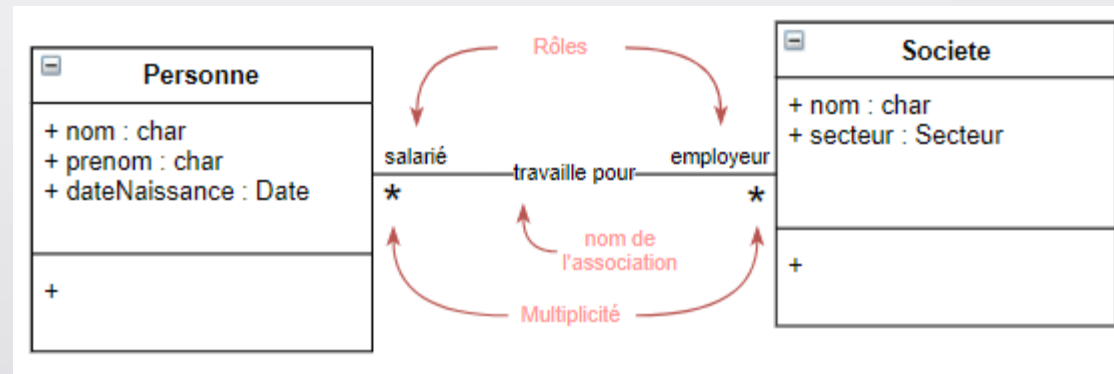 Personne
+ nom : char
+ prenom : char
+ dateNaissance : Date
+
Rôles
salarié
travaille pour
employeur
*
*
nom de
l'association
Multiplicité
Societe
+ nom : char
+ secteur : Secteur
+